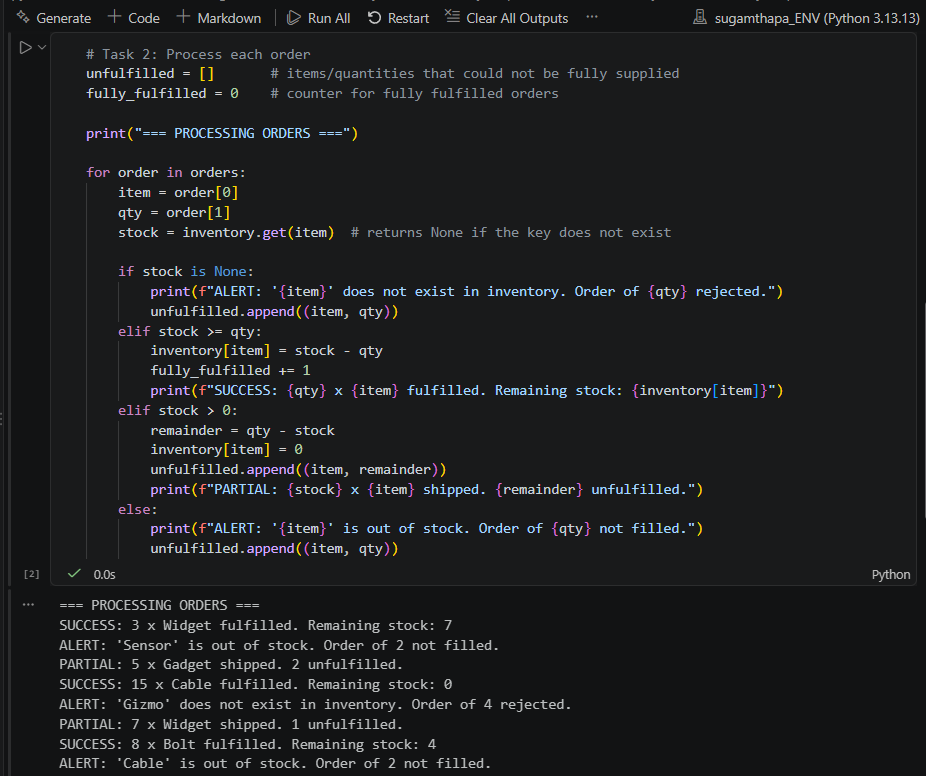 Generate + Code + Markdown Run All Restart Clear All Outputs ... sugamthapa_ENV (Python 3.13.13)
# Task 2: Process each order
unfulfilled = []       # items/quantities that could not be fully supplied
fully_fulfilled = 0    # counter for fully fulfilled orders

print("=== PROCESSING ORDERS ===")

for order in orders:
    item = order[0]
    qty = order[1]
    stock = inventory.get(item)  # returns None if the key does not exist

    if stock is None:
        print(f"ALERT: '{item}' does not exist in inventory. Order of {qty} rejected.")
        unfulfilled.append((item, qty))
    elif stock >= qty:
        inventory[item] = stock - qty
        fully_fulfilled += 1
        print(f"SUCCESS: {qty} x {item} fulfilled. Remaining stock: {inventory[item]}")
    elif stock > 0:
        remainder = qty - stock
        inventory[item] = 0
        unfulfilled.append((item, remainder))
        print(f"PARTIAL: {stock} x {item} shipped. {remainder} unfulfilled.")
    else:
        print(f"ALERT: '{item}' is out of stock. Order of {qty} not filled.")
        unfulfilled.append((item, qty))
[2] ✓ 0.0s Python
... === PROCESSING ORDERS ===
SUCCESS: 3 x Widget fulfilled. Remaining stock: 7
ALERT: 'Sensor' is out of stock. Order of 2 not filled.
PARTIAL: 5 x Gadget shipped. 2 unfulfilled.
SUCCESS: 15 x Cable fulfilled. Remaining stock: 0
ALERT: 'Gizmo' does not exist in inventory. Order of 4 rejected.
PARTIAL: 7 x Widget shipped. 1 unfulfilled.
SUCCESS: 8 x Bolt fulfilled. Remaining stock: 4
ALERT: 'Cable' is out of stock. Order of 2 not filled.